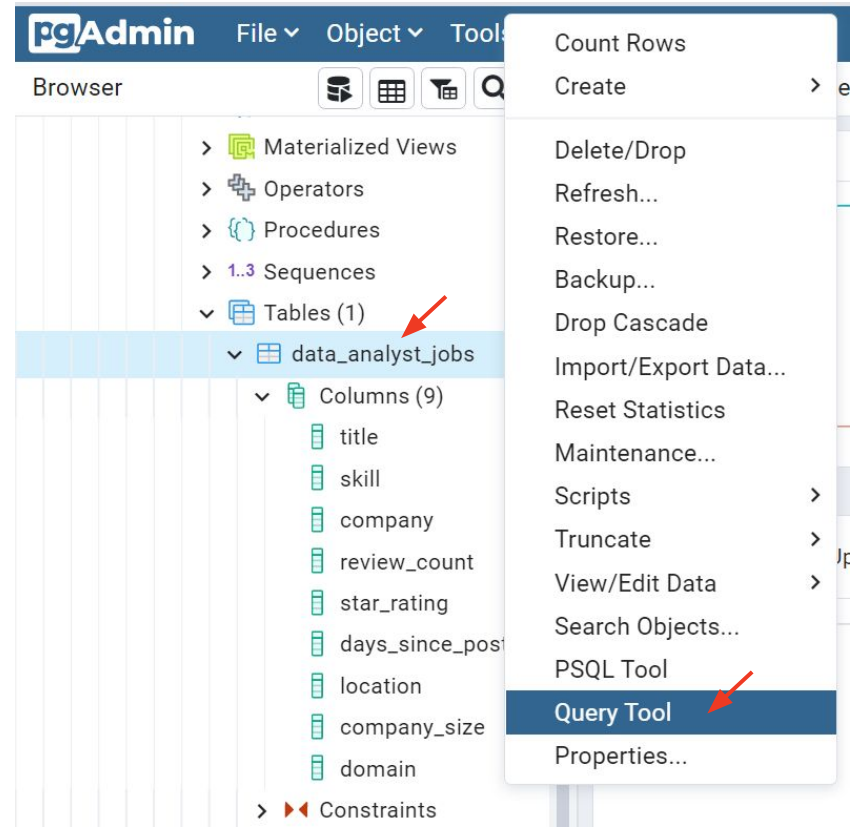 pgAdmin File Object Tools
Browser
Materialized Views
Operators
Procedures
1..3 Sequences
Tables (1)
data_analyst_jobs
Columns (9)
title
skill
company
review_count
star_rating
days_since_post
location
company_size
domain
Constraints
Count Rows
Create
Delete/Drop
Refresh...
Restore...
Backup...
Drop Cascade
Import/Export Data...
Reset Statistics
Maintenance...
Scripts
Truncate
View/Edit Data
Search Objects...
PSQL Tool
Query Tool
Properties...